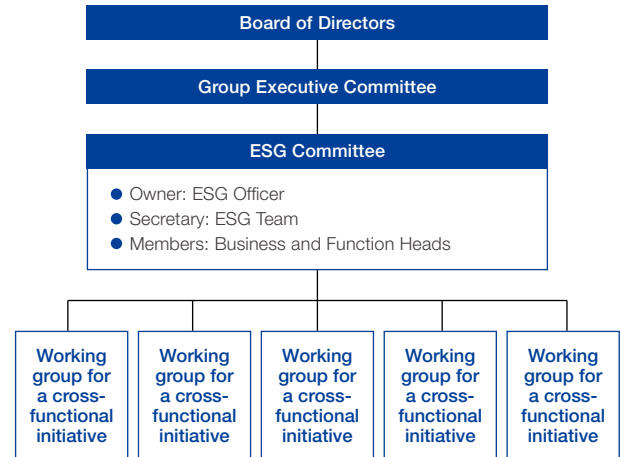 Board of Directors
Group Executive Committee
ESG Committee
● Owner: ESG Officer
● Secretary: ESG Team
● Members: Business and Function Heads
Working
group for
a cross-
functional
initiative
Working
group for
a cross-
functional
initiative
Working
group for
a cross-
functional
initiative
Working
group for
a cross-
functional
initiative
Working
group for
a cross-
functional
initiative